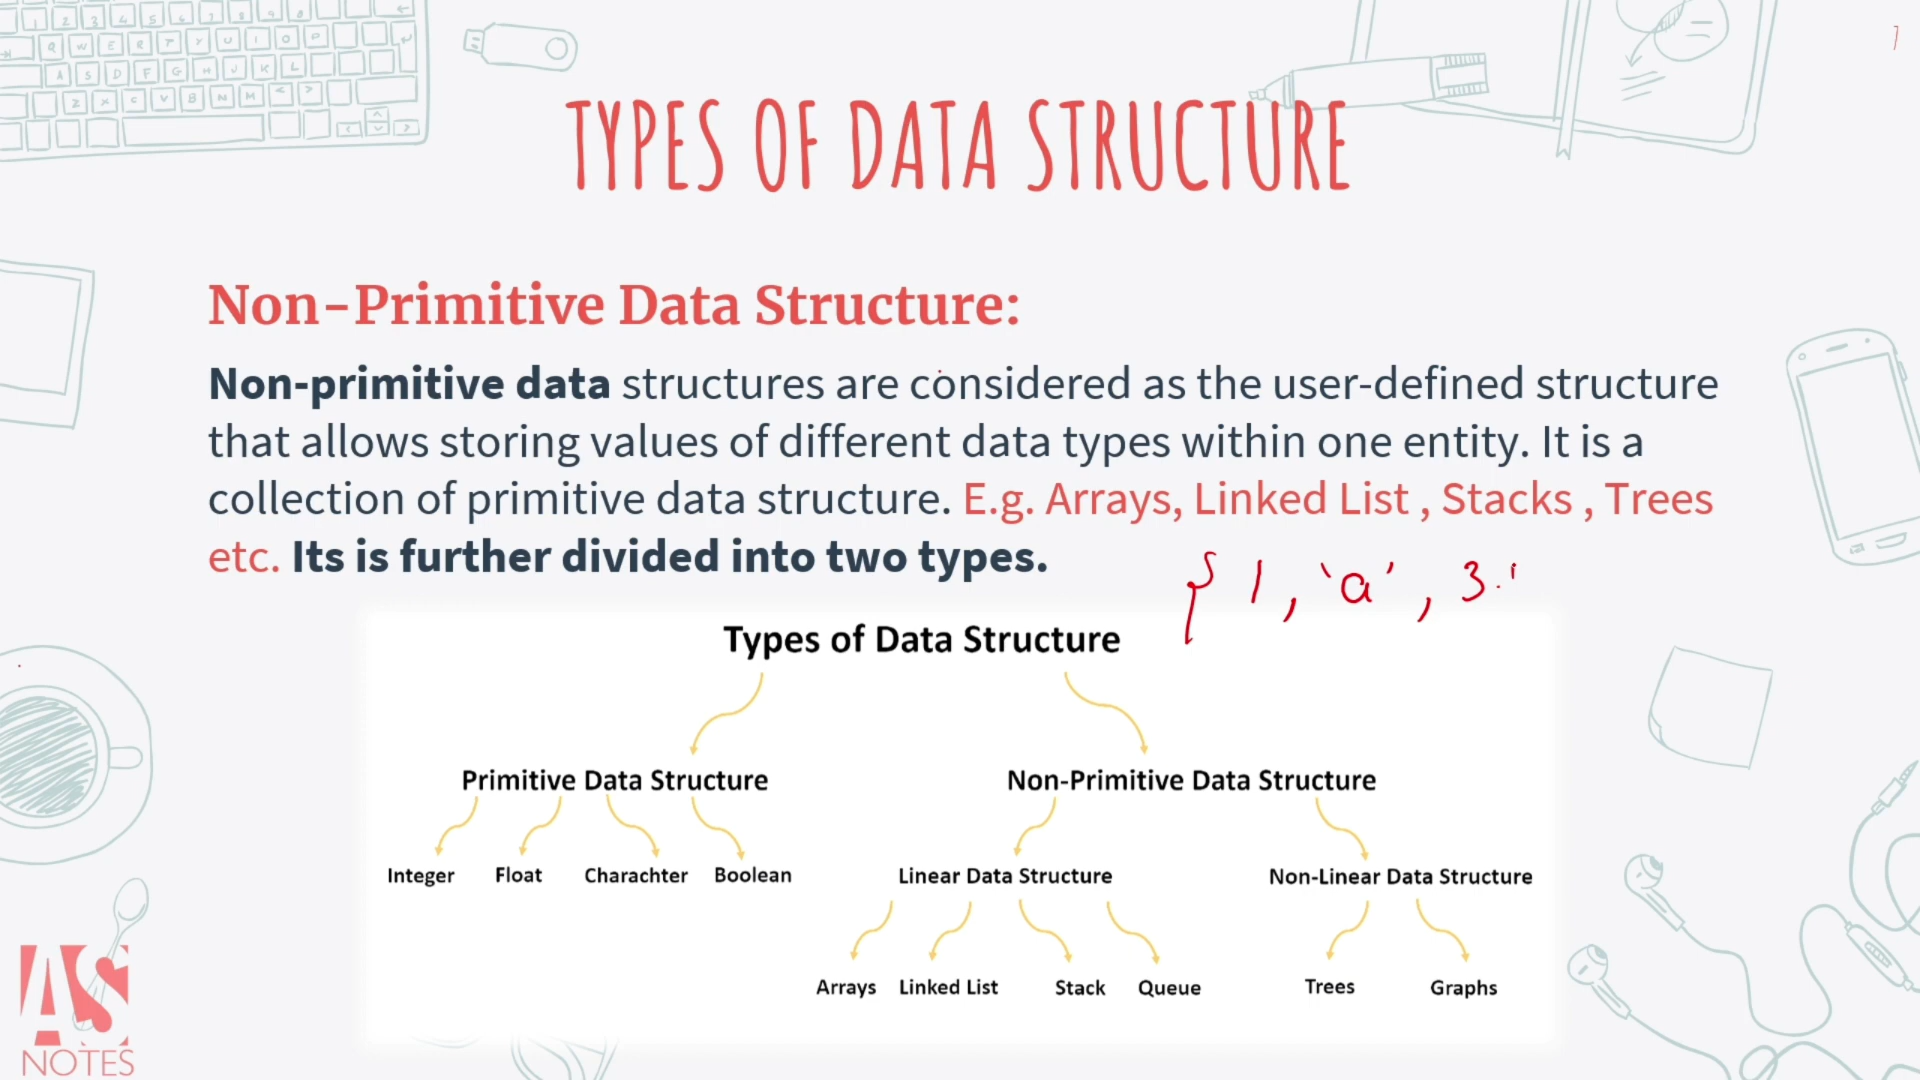 TYPES OF DATA STRUCTURE
Non-Primitive Data Structure:
Non-primitive data structures are considered as the user-defined structure
that allows storing values of different data types within one entity. It is a
collection of primitive data structure. E.g. Arrays, Linked List , Stacks , Trees
etc. Its is further divided into two types.
{ 1, 'a', 3.
Types of Data Structure
Primitive Data Structure
Non-Primitive Data Structure
Integer
Float
Charachter
Boolean
Linear Data Structure
Non-Linear Data Structure
Arrays
Linked List
Stack
Queue
Trees
Graphs
AS
NOTES